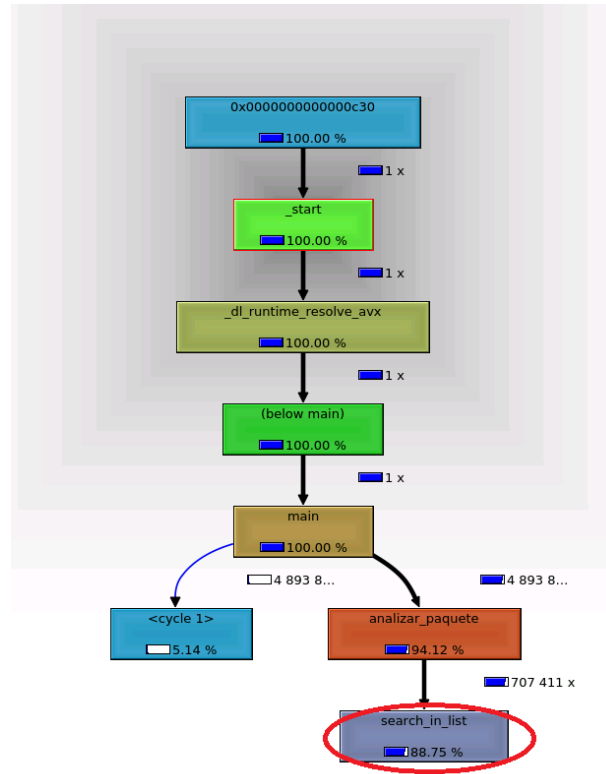 0x0000000000000c30
100.00 %
1 x
_start
100.00 %
1 x
_dl_runtime_resolve_avx
100.00 %
1 x
(below main)
100.00 %
1 x
main
100.00 %
4 893 8...
4 893 8...
<cycle 1>
5.14 %
analizar_paquete
94.12 %
707 411 x
search_in_list
88.75 %